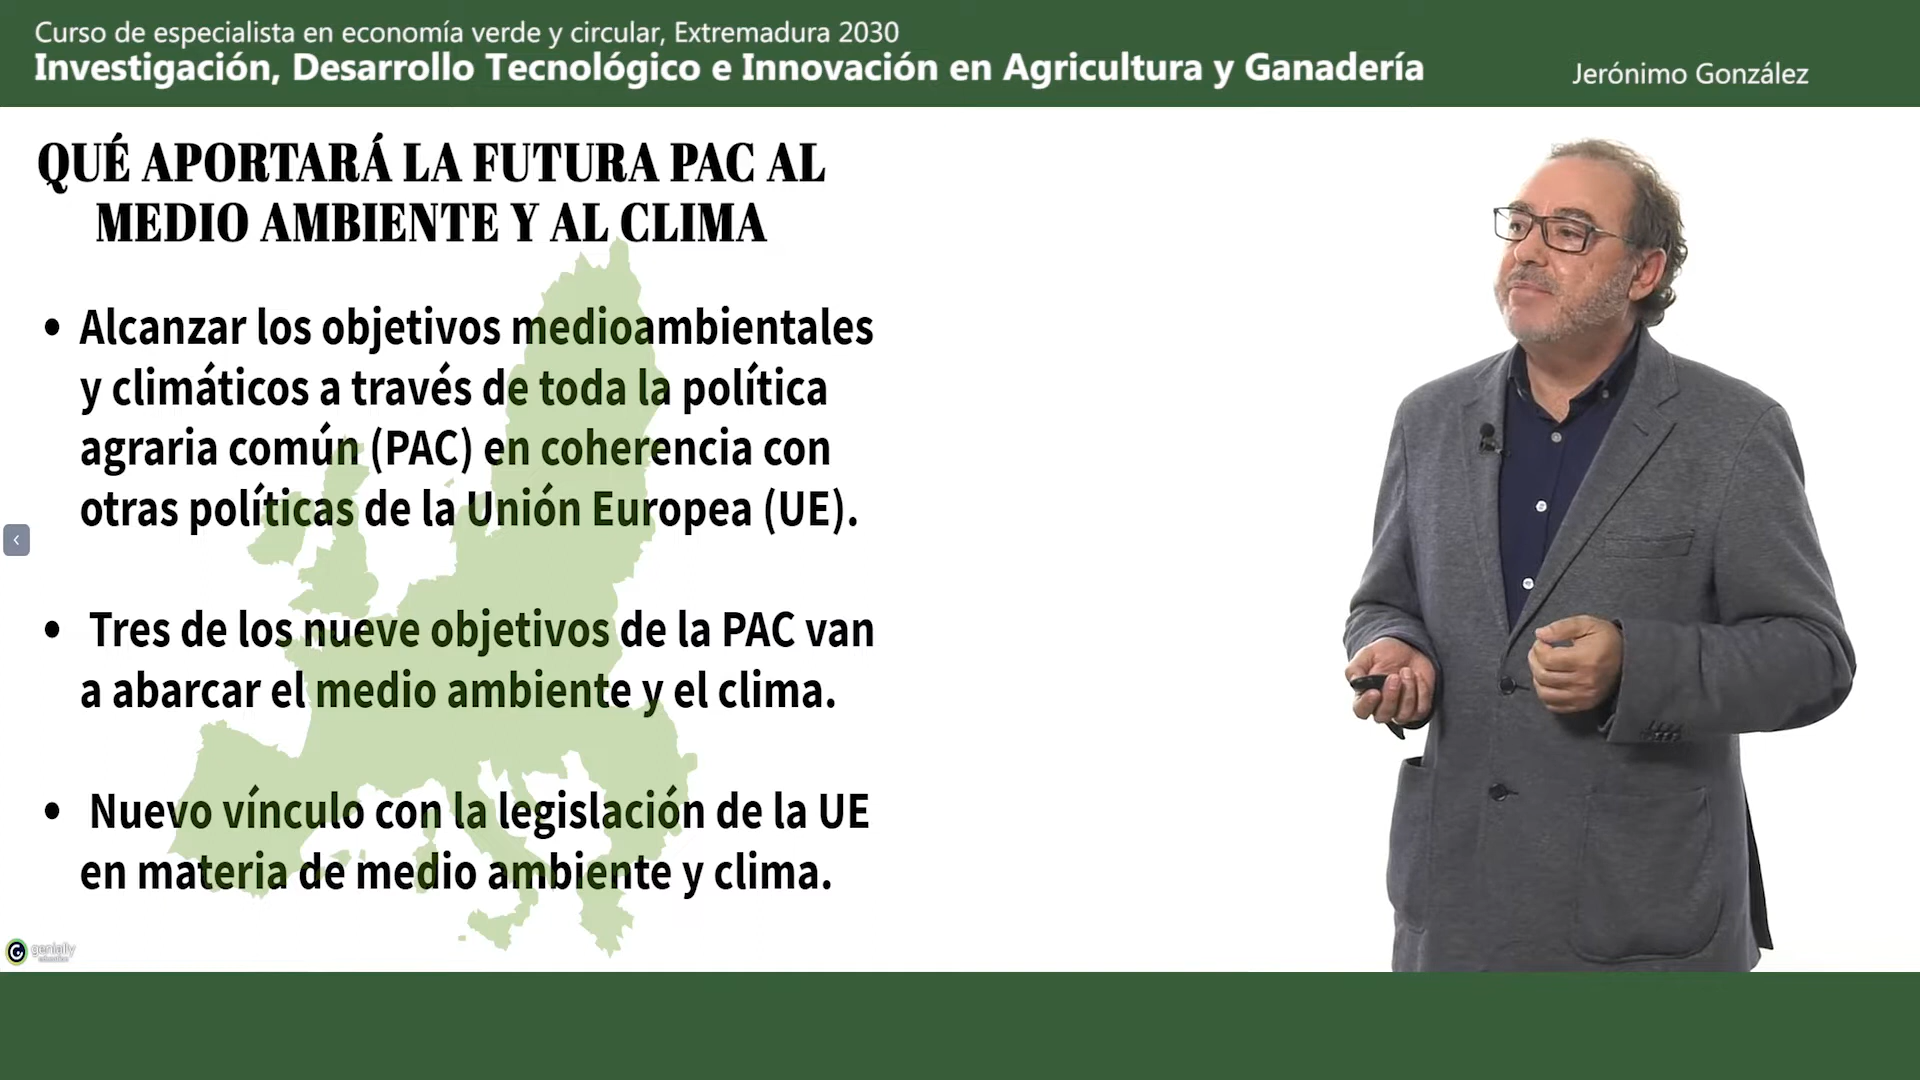 Curso de especialista en economía verde y circular, Extremadura 2030
Investigación, Desarrollo Tecnológico e Innovación en Agricultura y Ganadería
Jerónimo González
QUÉ APORTARÁ LA FUTURA PAC AL
MEDIO AMBIENTE Y AL CLIMA
• Alcanzar los objetivos medioambientales
y climáticos a través de toda la política
agraria común (PAC) en coherencia con
otras políticas de la Unión Europea (UE).
• Tres de los nueve objetivos de la PAC van
a abarcar el medio ambiente y el clima.
• Nuevo vínculo con la legislación de la UE
en materia de medio ambiente y clima.
genially